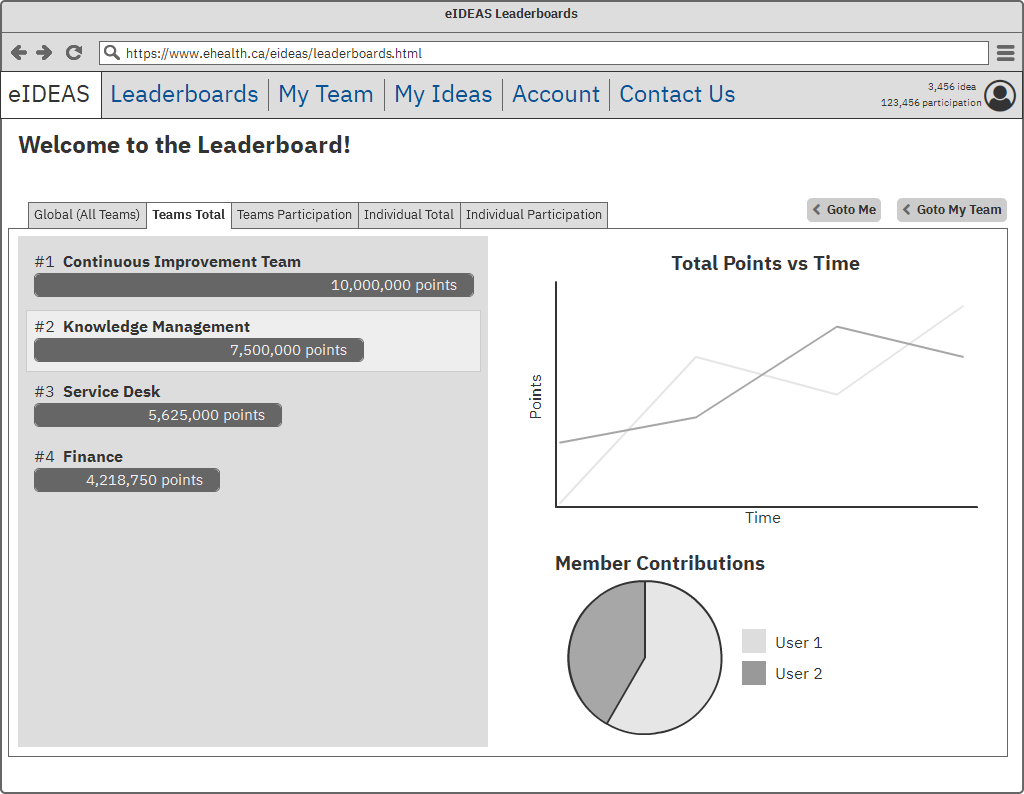 eIDEAS Leaderboards
https://www.ehealth.ca/eideas/leaderboards.html
eIDEAS Leaderboards My Team My Ideas Account Contact Us
3,456 idea
123,456 participation
Welcome to the Leaderboard!
Global (All Teams) Teams Total Teams Participation Individual Total Individual Participation Goto Me Goto My Team
#1 Continuous Improvement Team
10,000,000 points
#2 Knowledge Management
7,500,000 points
#3 Service Desk
5,625,000 points
#4 Finance
4,218,750 points
Total Points vs Time
Points
Time
Member Contributions
User 1
User 2